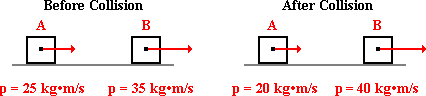 Before Collision After Collision
A B A B
p = 25 kg•m/s p = 35 kg•m/s p = 20 kg•m/s p = 40 kg•m/s